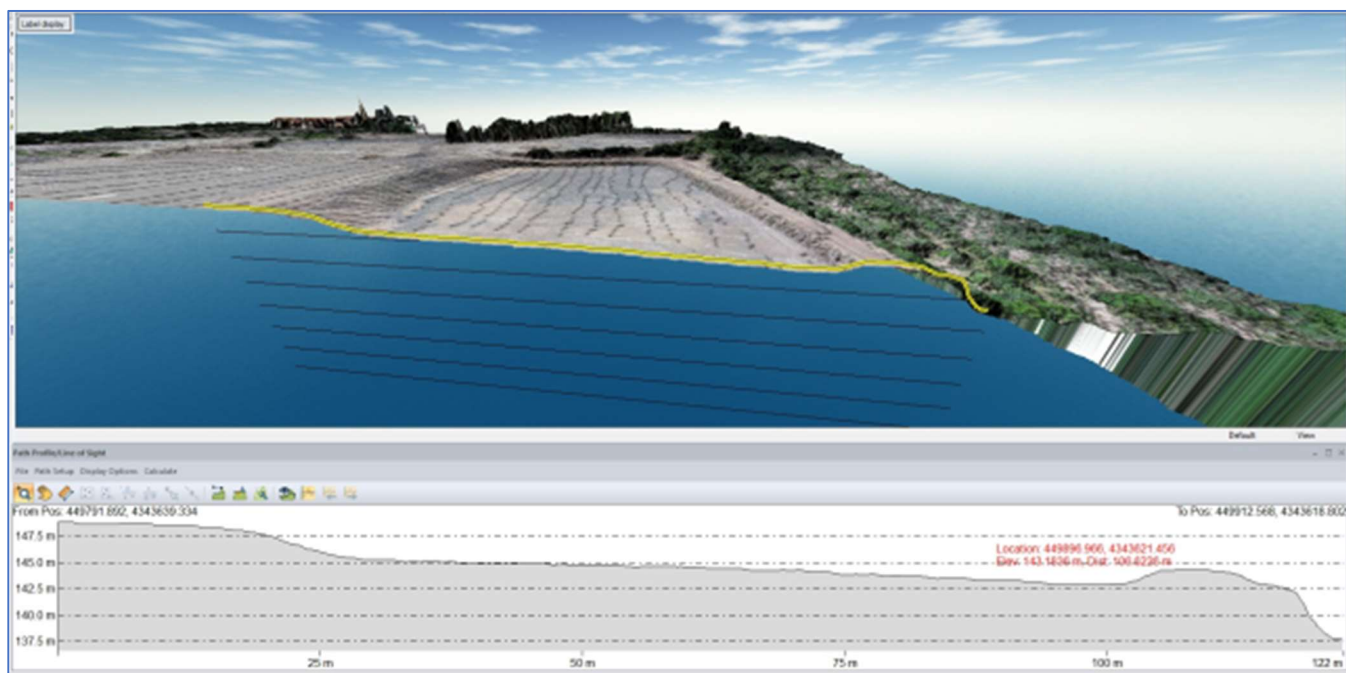 Label display
Default View
Path Profile/Line of Sight
File Path Setup Display Options Calculate
From Pos: 449791.892, 4343639.334
To Pos: 449912.568, 4343618.802
147.5 m
145.0 m
142.5 m
140.0 m
137.5 m
Location: 449896.966, 4343621.456
Elev: 143.1836 m, Dist:
25 m
50 m
75 m
100 m
122 m